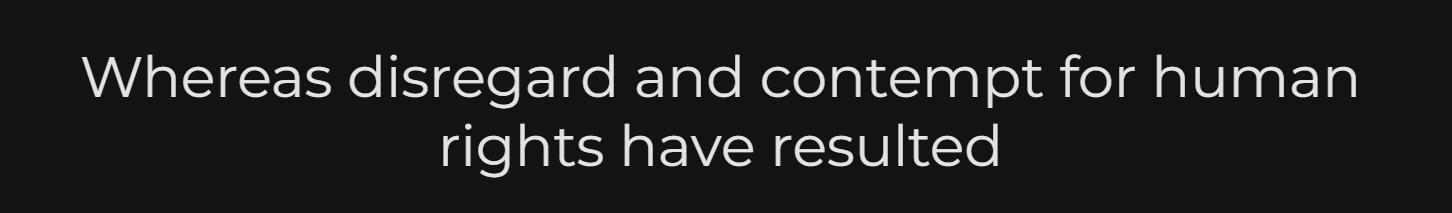 Whereas disregard and contempt for human
rights have resulted